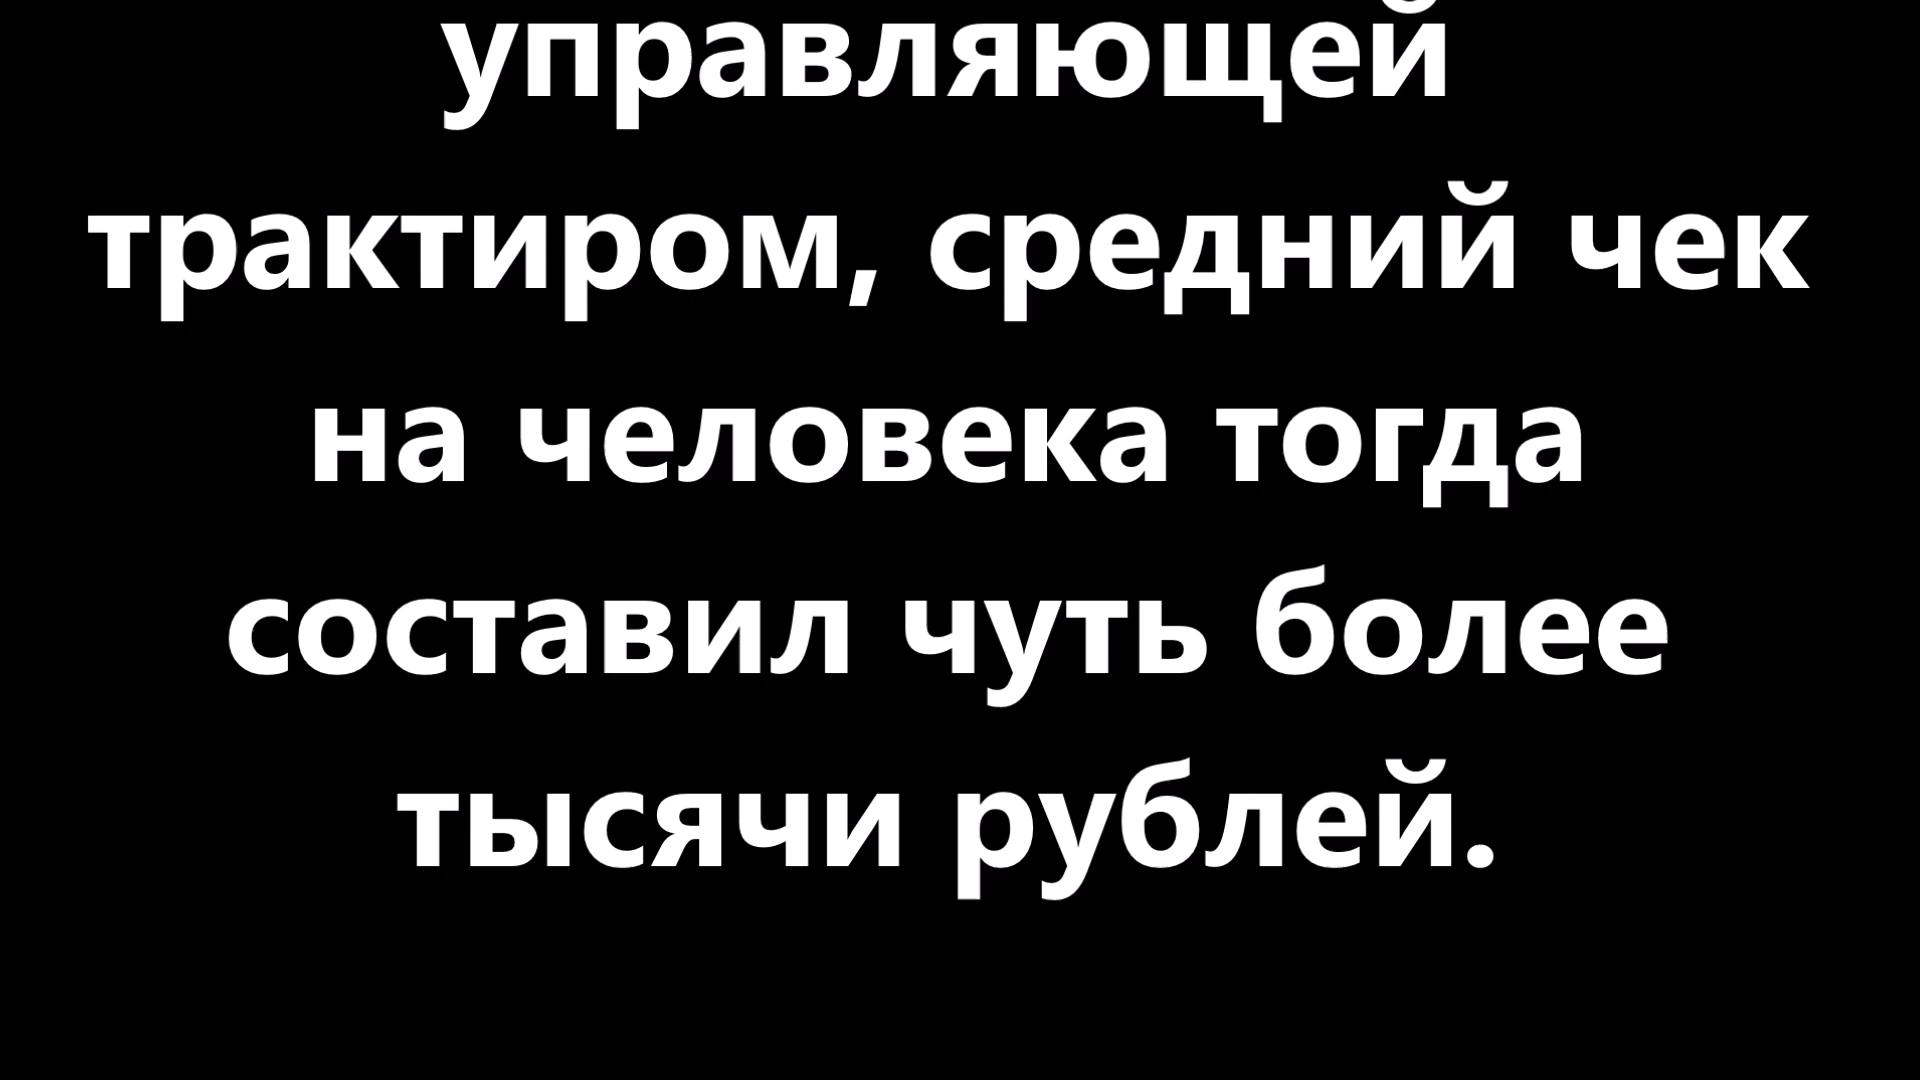 управляющей
трактиром, средний чек
на человека тогда
составил чуть более
тысячи рублей.